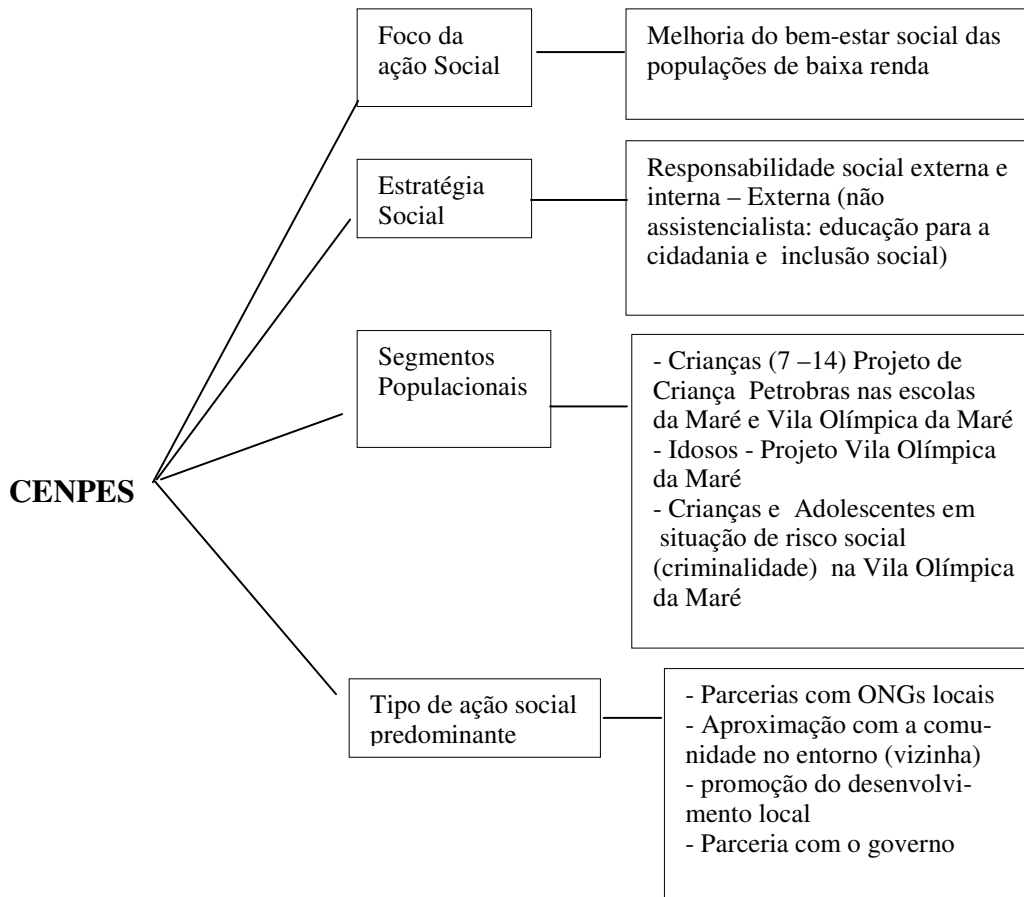 Foco da
ação Social
Melhoria do bem-estar social das
populações de baixa renda
Estratégia
Social
Responsabilidade social externa e
interna – Externa (não
assistencialista: educação para a
cidadania e inclusão social)
Segmentos
Populacionais
- Crianças (7 –14) Projeto de
Criança Petrobras nas escolas
da Maré e Vila Olímpica da Maré
- Idosos - Projeto Vila Olímpica
da Maré
- Crianças e Adolescentes em
situação de risco social
(criminalidade) na Vila Olímpica
da Maré
CENPES
Tipo de ação social
predominante
- Parcerias com ONGs locais
- Aproximação com a comu-
nidade no entorno (vizinha)
- promoção do desenvolvi-
mento local
- Parceria com o governo